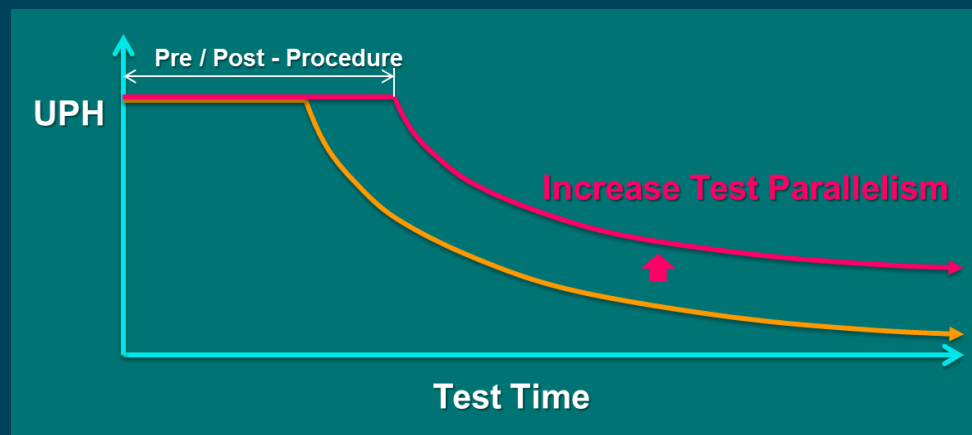 Pre / Post - Procedure
UPH
Increase Test Parallelism
Test Time